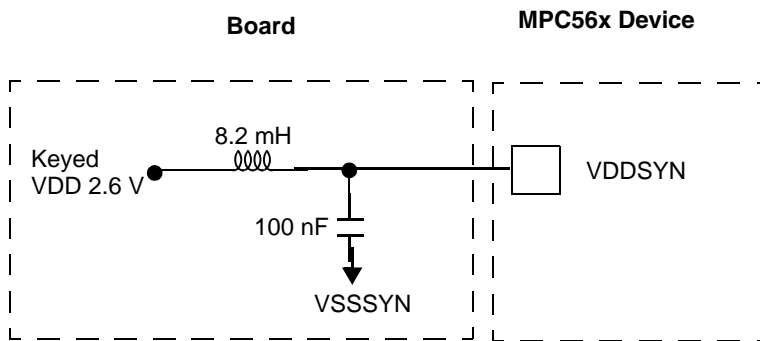 Board
MPC56x Device
8.2 mH
Keyed
VDD 2.6 V
VDDSYN
100 nF
VSSSYN